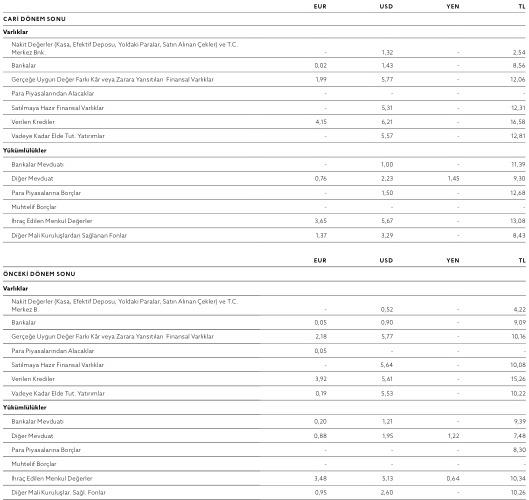 EUR USD YEN TL
CARİ DÖNEM SONU
Varlıklar
Nakit Değerler (Kasa, Efektif Deposu, Yoldaki Paralar, Satın Alınan Çekler) ve T.C.
Merkez Bnk. - 1,32 - 2,54
Bankalar 0,02 1,43 - 8,56
Gerçeğe Uygun Değer Farkı Kâr veya Zarara Yansıtılan Finansal Varlıklar 1,99 5,77 - 12,06
Para Piyasalarından Alacaklar - - - -
Satılmaya Hazır Finansal Varlıklar - 5,31 - 12,31
Verilen Krediler 4,15 6,21 - 16,58
Vadeye Kadar Elde Tut. Yatırımlar - 5,57 - 12,81
Yükümlülükler
Bankalar Mevduatı - 1,00 - 11,39
Diğer Mevduat 0,76 2,23 1,45 9,30
Para Piyasalarına Borçlar - 1,50 - 12,68
Muhtelif Borçlar - - - -
İhraç Edilen Menkul Değerler 3,65 5,67 - 13,08
Diğer Mali Kuruluşlardan Sağlanan Fonlar 1,37 3,29 - 8,43
EUR USD YEN TL
ÖNCEKİ DÖNEM SONU
Varlıklar
Nakit Değerler (Kasa, Efektif Deposu, Yoldaki Paralar, Satın Alınan Çekler) ve T.C.
Merkez B. - 0,52 - 4,22
Bankalar 0,05 0,90 - 9,09
Gerçeğe Uygun Değer Farkı Kâr veya Zarara Yansıtılan Finansal Varlıklar 2,18 5,77 - 10,16
Para Piyasalarından Alacaklar 0,05 - - -
Satılmaya Hazır Finansal Varlıklar - 5,64 - 10,08
Verilen Krediler 3,92 5,61 - 15,26
Vadeye Kadar Elde Tut. Yatırımlar 0,19 5,53 - 10,22
Yükümlülükler
Bankalar Mevduatı 0,20 1,21 - 9,39
Diğer Mevduat 0,88 1,95 1,22 7,48
Para Piyasalarına Borçlar - - - 8,30
Muhtelif Borçlar - - -
İhraç Edilen Menkul Değerler 3,48 5,13 0,64 10,34
Diğer Mali Kuruluşlar. Sağl. Fonlar 0,95 2,60 - 10,26